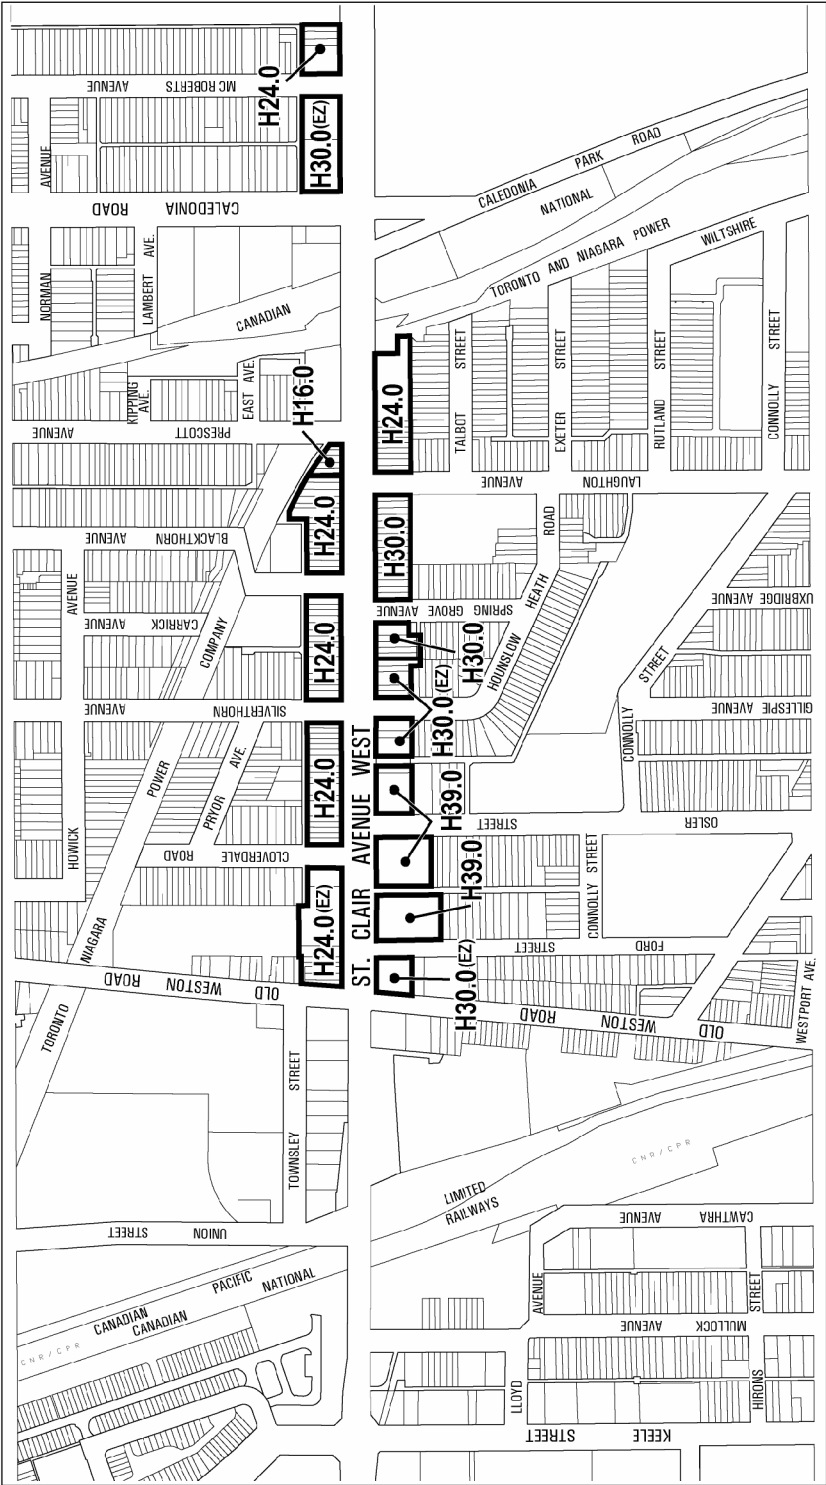 MC ROBERTS AVENUE
H24.0
H30.0(EZ)
AVENUE
CALEDONIA ROAD
CALEDONIA PARK ROAD
NATIONAL
TORONTO AND NIAGARA POWER
WILTSHIRE
NORMAN
LAMBERT AVE.
CANADIAN
KIPPING AVE.
EAST AVE.
H16.0
PRESCOTT AVENUE
H24.0
TALBOT STREET
EXETER STREET
RUTLAND STREET
CONNOLLY STREET
LAUGHTON AVENUE
BLACKTHORN AVENUE
H24.0
H30.0
ROAD
HEATH
HOUNSLOW
AVENUE
CARRICK AVENUE
COMPANY
H24.0
SPRING GROVE AVENUE
H30.0
H30.0(EZ)
UXBRIDGE AVENUE
STREET
CONNOLLY
GILLESPIE AVENUE
SILVERTHORN AVENUE
POWER
PRYOR AVE.
H24.0
ST. CLAIR AVENUE WEST
H39.0
OSLER STREET
HOWICK
CLOVERDALE ROAD
H24.0(EZ)
H39.0
CONNOLLY STREET
FORD STREET
NIAGARA
OLD WESTON ROAD
H30.0(EZ)
OLD WESTON ROAD
WESTPORT AVE.
TORONTO
TOWNSLEY STREET
CNR/CPR
LIMITED
RAILWAYS
UNION STREET
CAWTHRA AVENUE
CANADIAN PACIFIC
CANADIAN NATIONAL
CNR/CPR
AVENUE
STREET
MULLOCK AVENUE
LLOYD
HIRONS
KEELE STREET